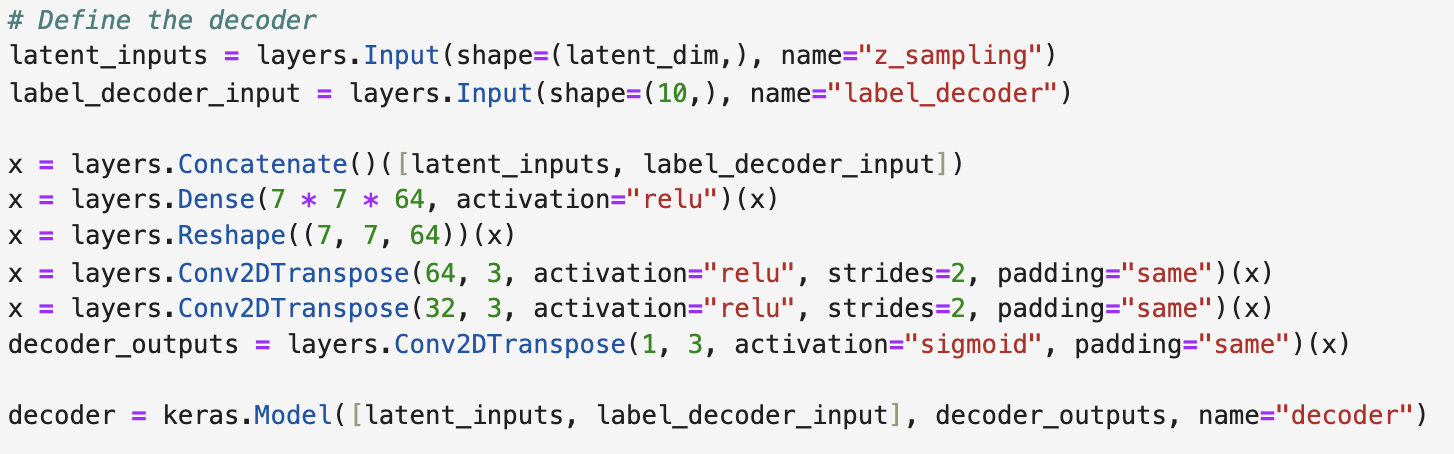 # Define the decoder
latent_inputs = layers.Input(shape=(latent_dim,), name="z_sampling")
label_decoder_input = layers.Input(shape=(10,), name="label_decoder")
x = layers.Concatenate()([latent_inputs, label_decoder_input])
x = layers.Dense(7 * 7 * 64, activation="relu")(x)
x = layers.Reshape((7, 7, 64))(x)
x = layers.Conv2DTranspose(64, 3, activation="relu", strides=2, padding="same")(x)
x = layers.Conv2DTranspose(32, 3, activation="relu", strides=2, padding="same")(x)
decoder_outputs = layers.Conv2DTranspose(1, 3, activation="sigmoid", padding="same")(x)
decoder = keras.Model([latent_inputs, label_decoder_input], decoder_outputs, name="decoder")